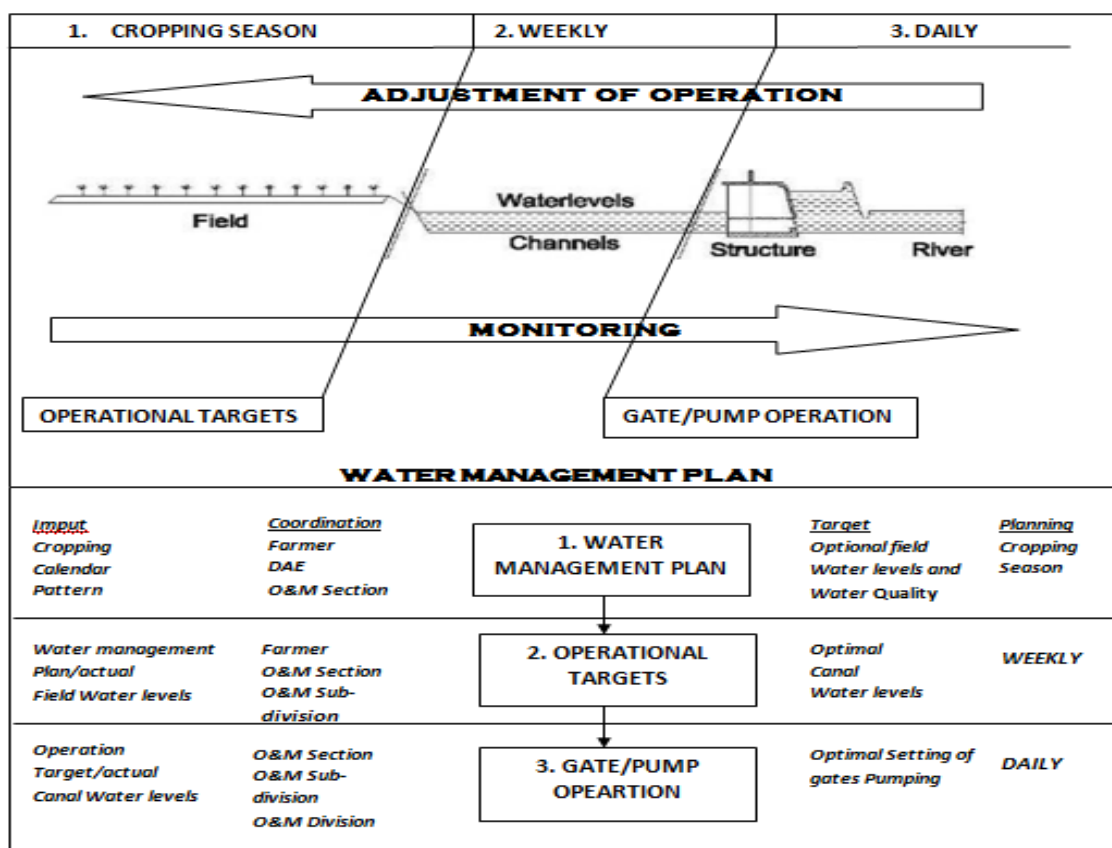 1. CROPPING SEASON
2. WEEKLY
3. DAILY
ADJUSTMENT OF OPERATION
Field
Waterlevels
Channels
Structure
River
MONITORING
OPERATIONAL TARGETS
GATE/PUMP OPERATION
WATER MANAGEMENT PLAN
Imput
Cropping
Calendar
Pattern
Coordination
Farmer
DAE
O&M Section
1. WATER
MANAGEMENT PLAN
Target
Optional field
Water levels and
Water Quality
Planning
Cropping
Season
Water management
Plan/actual
Field Water levels
Farmer
O&M Section
O&M Sub-
division
2. OPERATIONAL
TARGETS
Optimal
Canal
Water levels
WEEKLY
Operation
Target/actual
Canal Water levels
O&M Section
O&M Sub-
division
O&M Division
3. GATE/PUMP
OPEARTION
Optimal Setting of
gates Pumping
DAILY